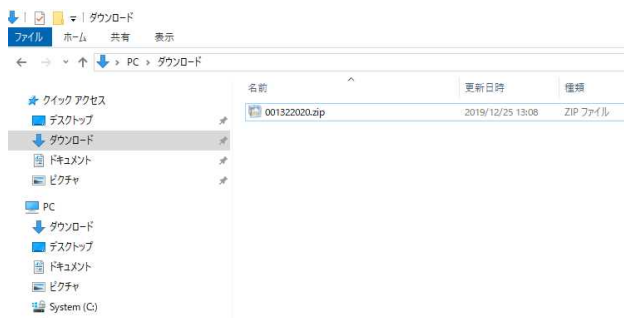 ダウンロード
ファイル ホーム 共有 表示
PC › ダウンロード
名前 更新日時 種類
クイック アクセス
001322020.zip 2019/12/25 13:08 ZIP ファイル
デスクトップ
ダウンロード
ドキュメント
ピクチャ
PC
ダウンロード
デスクトップ
ドキュメント
ピクチャ
System (C:)